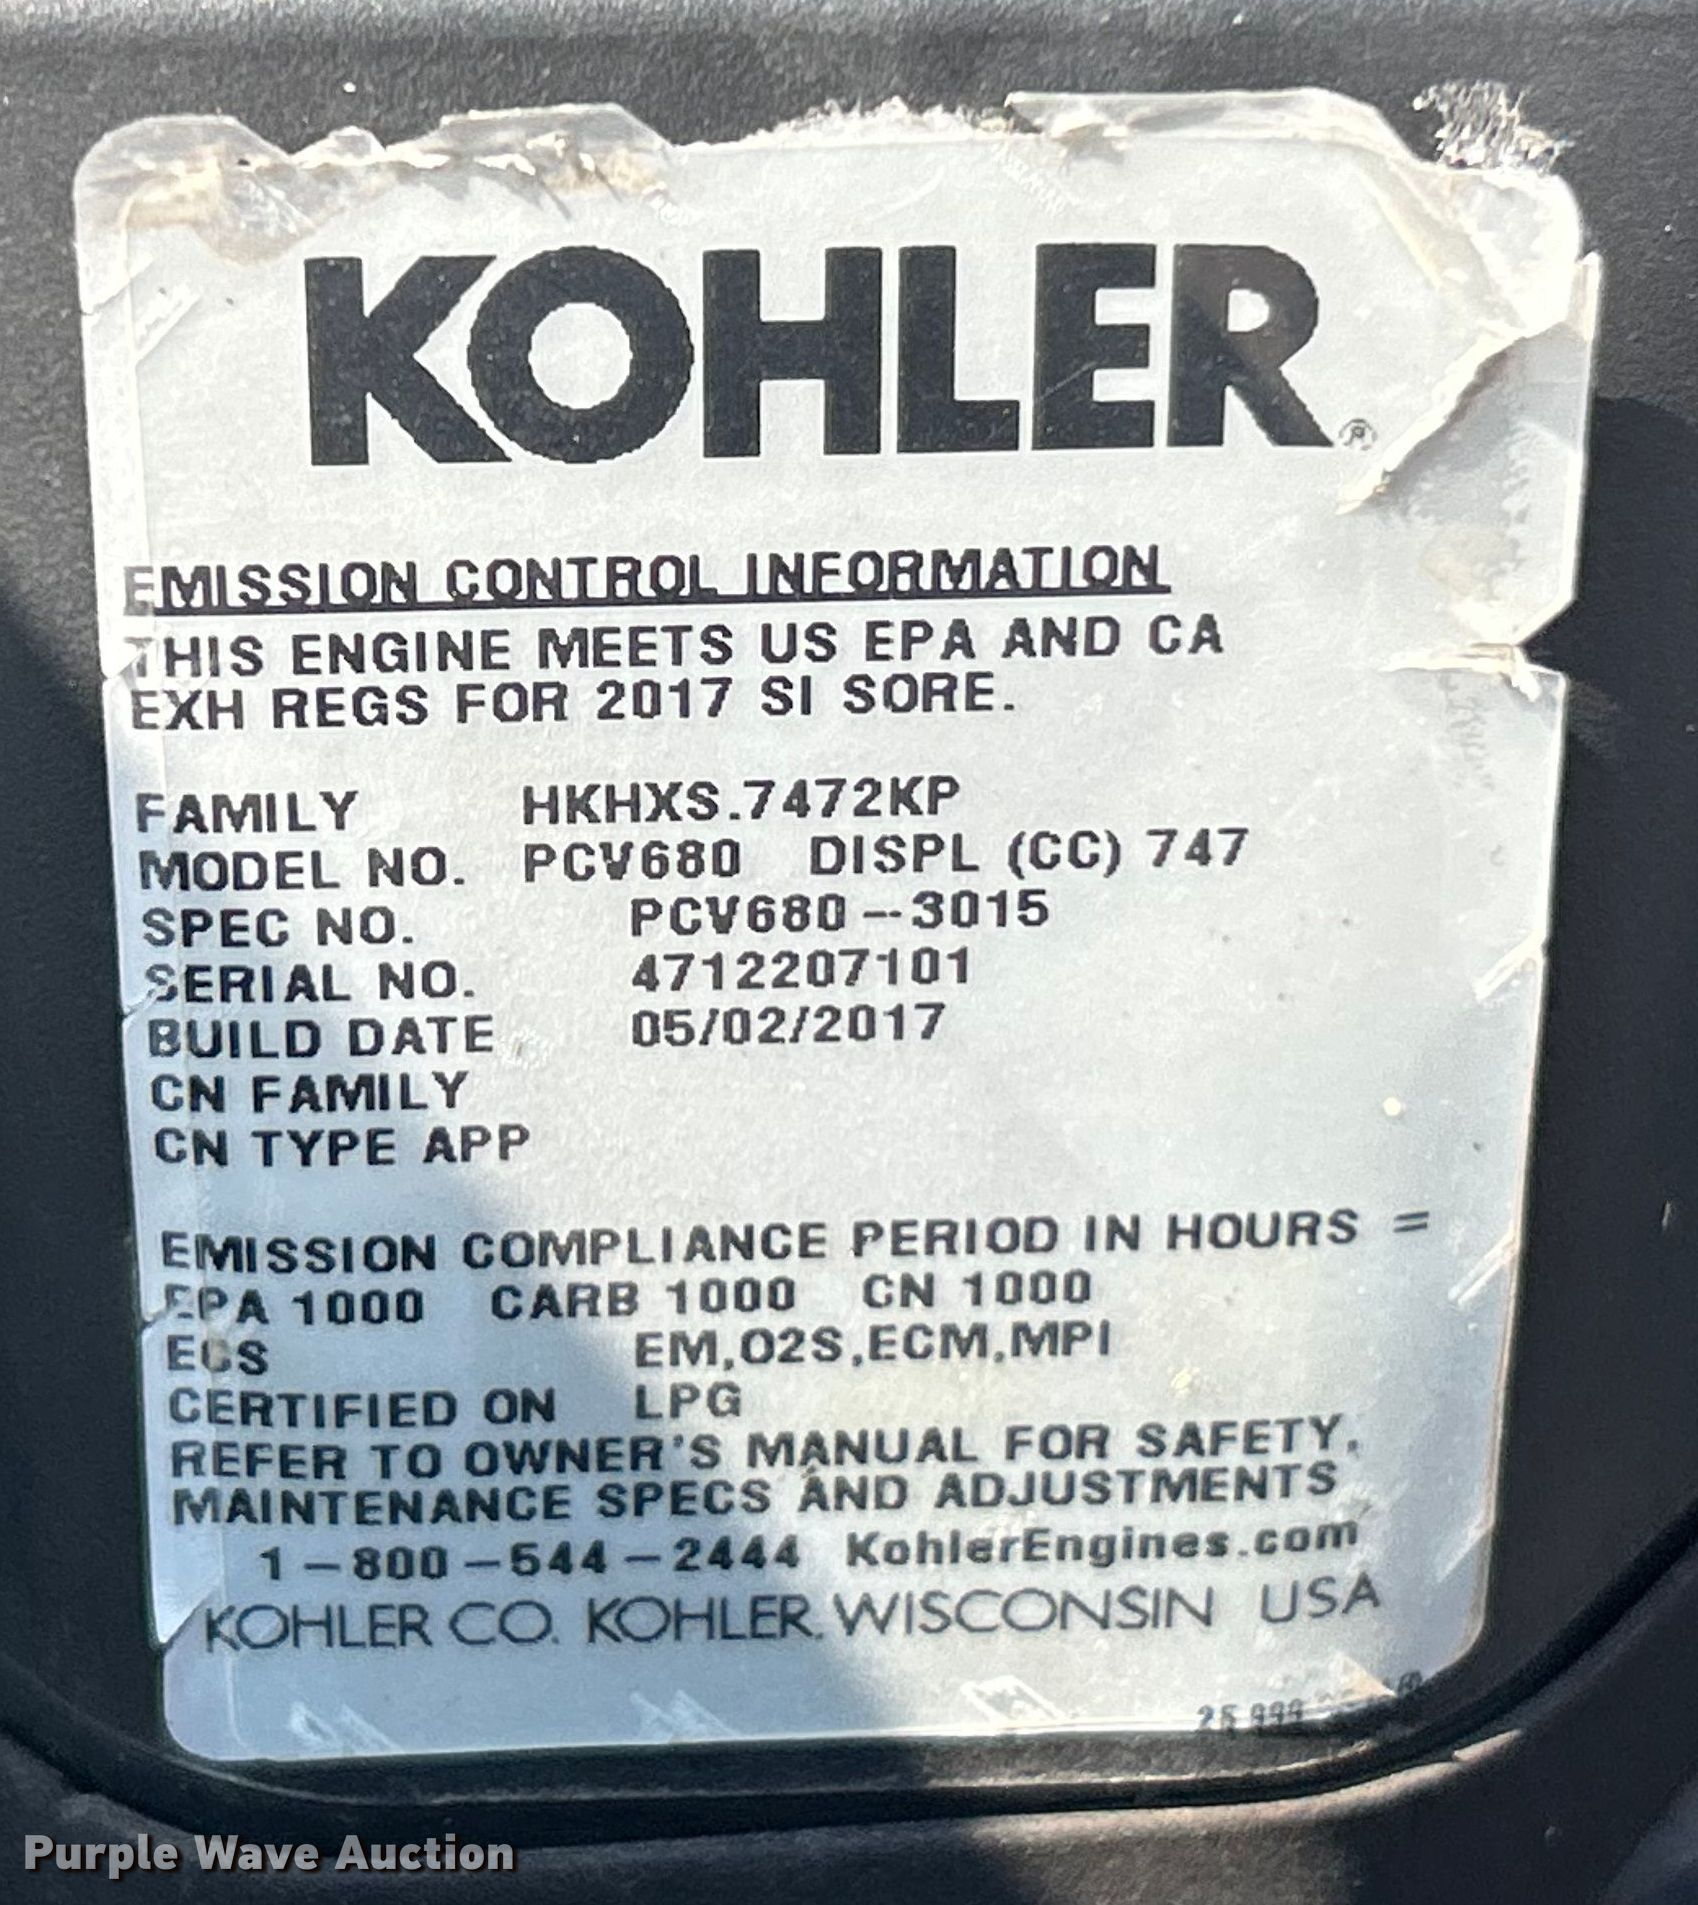 KOHLER®
EMISSION CONTROL INFORMATION
THIS ENGINE MEETS US EPA AND CA
EXH REGS FOR 2017 SI SORE.
FAMILY HKHXS.7472KP
MODEL NO. PCV680 DISPL (CC) 747
SPEC NO. PCV680--3015
SERIAL NO. 4712207101
BUILD DATE 05/02/2017
CN FAMILY
CN TYPE APP
EMISSION COMPLIANCE PERIOD IN HOURS =
EPA 1000 CARB 1000 CN 1000
ECS EM,O2S,ECM,MPI
CERTIFIED ON LPG
REFER TO OWNER'S MANUAL FOR SAFETY,
MAINTENANCE SPECS AND ADJUSTMENTS
1-800-544-2444 KohlerEngines.com
KOHLER CO. KOHLER, WISCONSIN USA
Purple Wave Auction